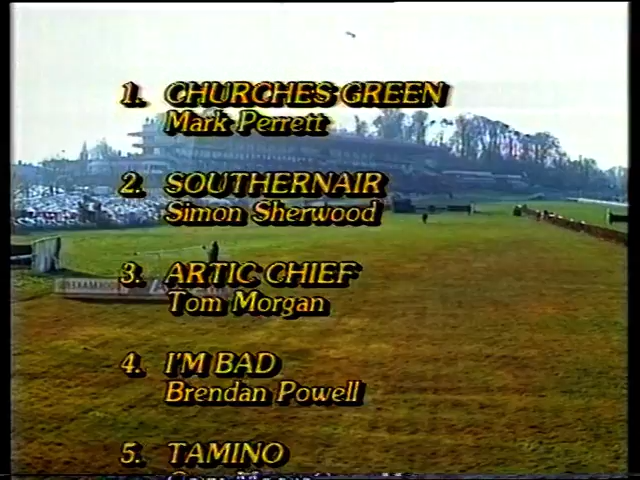 1. CHURCHES GREEN
Mark Perrett
2. SOUTHERNAIR
Simon Sherwood
3. ARTIC CHIEF
Tom Morgan
4. I'M BAD
Brendan Powell
5. TAMINO